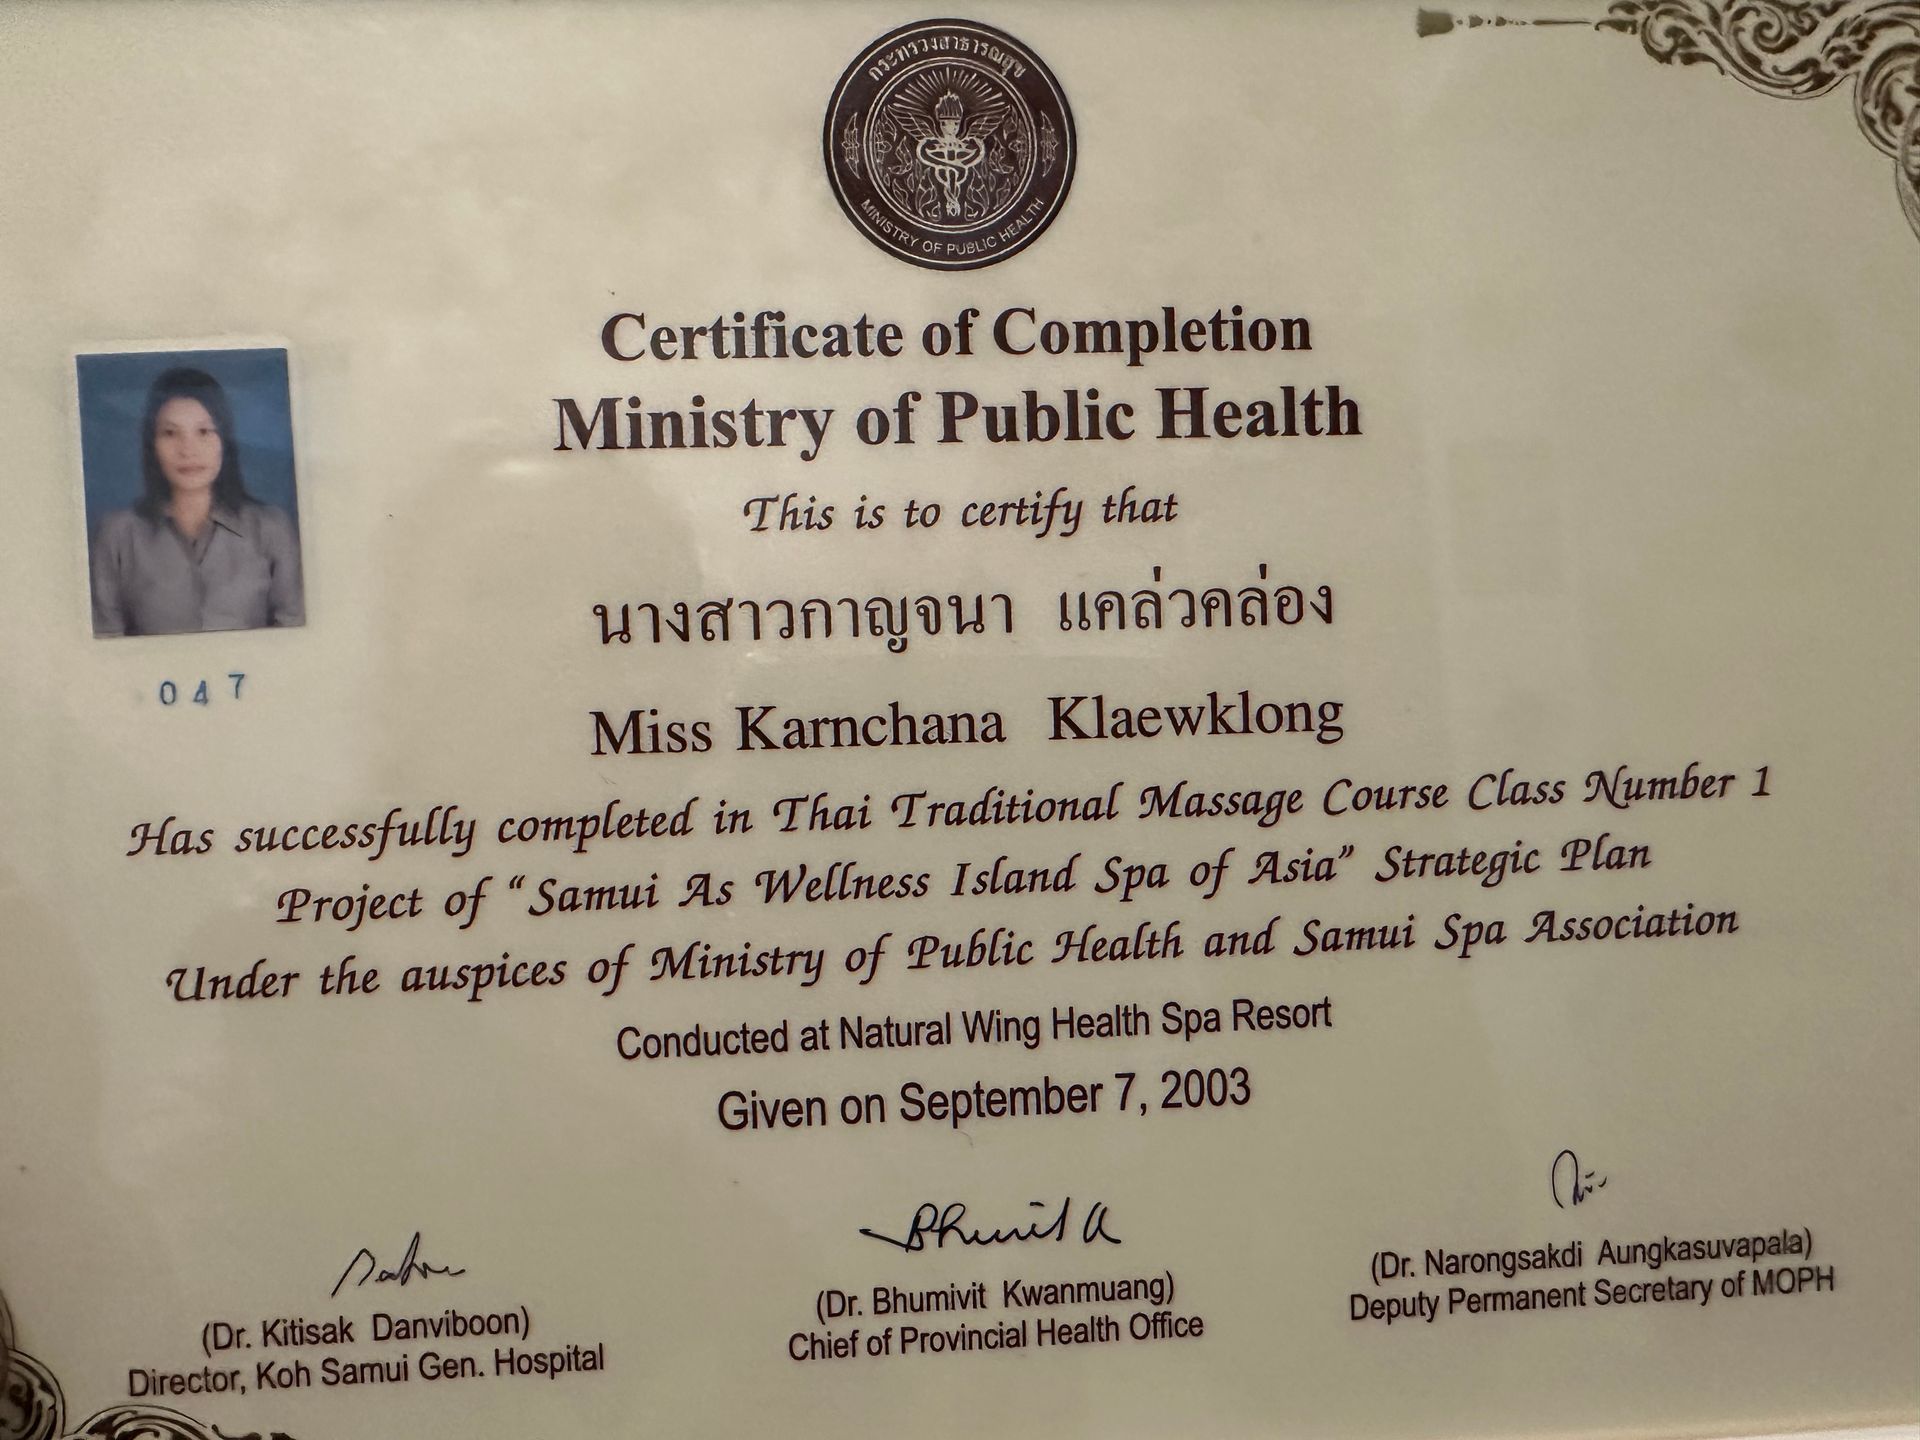 กระทรวงสาธารณสุข
MINISTRY OF PUBLIC HEALTH
Certificate of Completion
Ministry of Public Health
This is to certify that
นางสาวกาญจนา แคล่วคล่อง
047
Miss Karnchana Klaewklong
Has successfully completed in Thai Traditional Massage Course Class Number 1
Project of “Samui As Wellness Island Spa of Asia” Strategic Plan
Under the auspices of Ministry of Public Health and Samui Spa Association
Conducted at Natural Wing Health Spa Resort
Given on September 7, 2003
Bhumivit K
(Dr. Kitisak Danviboon)
Director, Koh Samui Gen. Hospital
(Dr. Bhumivit Kwanmuang)
Chief of Provincial Health Office
(Dr. Narongsakdi Aungkasuvapala)
Deputy Permanent Secretary of MOPH